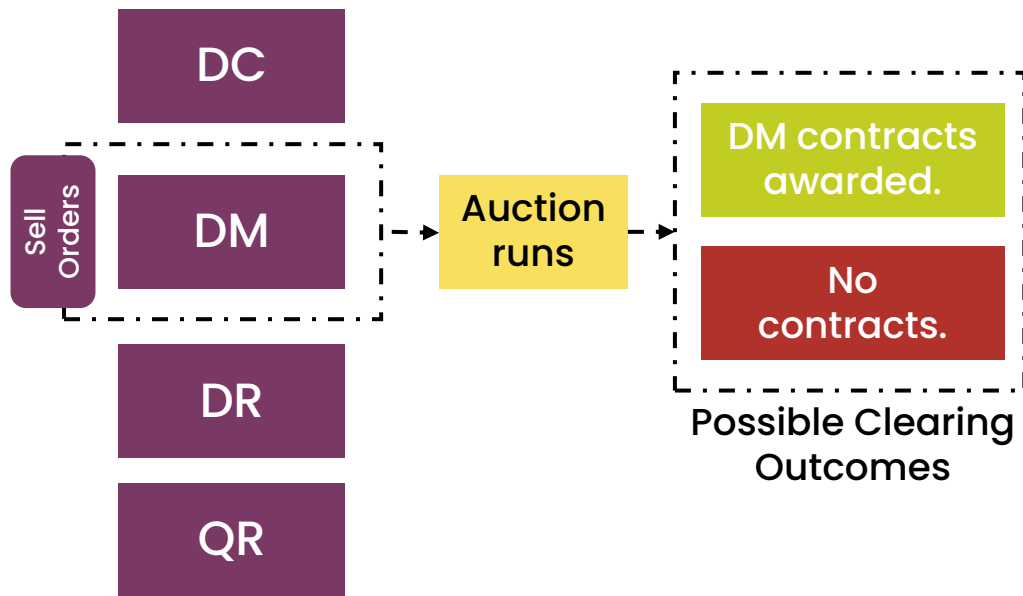 DC
Sell
Orders
DM
DR
QR
Auction
runs
DM contracts
awarded.
No
contracts.
Possible Clearing
Outcomes